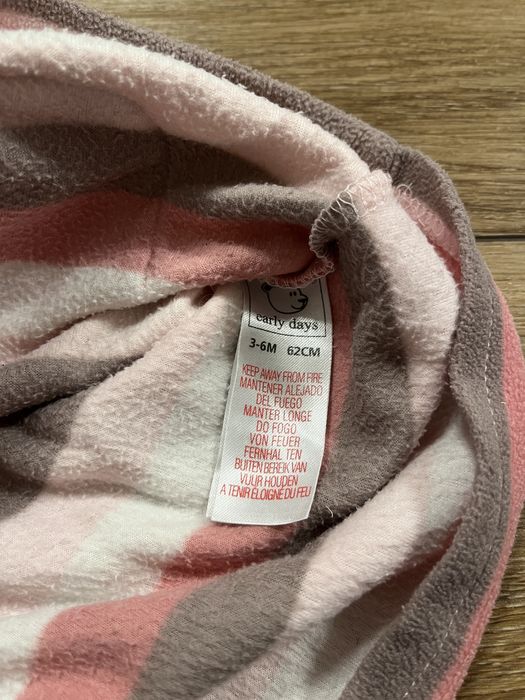 early days
3-6M 62CM
KEEP AWAY FROM FIRE
MANTENER ALEJADO
DEL FUEGO
MANTER LONGE
DO FOGO
VON FEUER
FERNHALTEN
BUITEN BEREIK VAN
VUUR HOUDEN
A TENIR ÉLOIGNÉ DU FEU